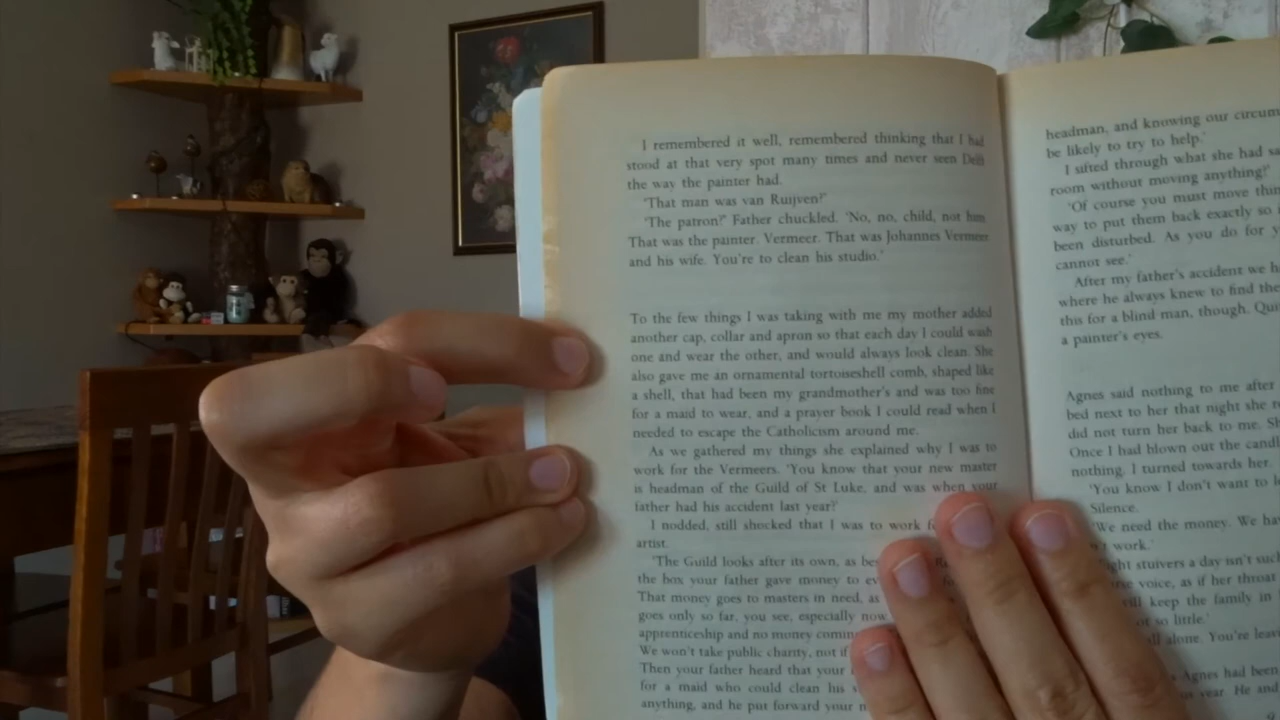 I remembered it well, remembered thinking that I had
stood at that very spot many times and never seen Delft
the way the painter had.
'That man was van Ruijven?'
'The patron?' Father chuckled. 'No, no, child, not him.
That was the painter. Vermeer. That was Johannes Vermeer
and his wife. You're to clean his studio.'
To the few things I was taking with me my mother added
another cap, collar and apron so that each day I could wash
one and wear the other, and would always look clean. She
also gave me an ornamental tortoiseshell comb, shaped like
a shell, that had been my grandmother's and was too fine
for a maid to wear, and a prayer book I could read when I
needed to escape the Catholicism around me.
As we gathered my things she explained why I was to
work for the Vermeers. 'You know that your new master
is headman of the Guild of St Luke, and was when your
father had his accident last year?'
I nodded, still shocked that I was to work
artist.
'The Guild looks after its own, as
the box your father gave money to
That money goes to masters in need, as
goes only so far, you see, especially now
apprenticeship and no money
We won't take public charity, not if
Then your father heard that your
for a maid who could clean his
anything, and he put forward your
headman, and knowing our
be likely to try to help.'
I sifted through what she had
room without moving anything?'
'Of course you must move
way to put them back exactly so
been disturbed. As you do for
cannot see.'
After my father's accident we
where he always knew to find
this for a blind man, though.
a painter's eyes.
Agnes said nothing to me after
bed next to her that night she
did not turn her back to me.
Once I had blown out the
nothing. I turned towards her.
'You know I don't want to
Silence.
'We need the money. We
work.'
stuivers a day isn't
voice, as if her throat
will keep the family in
so little.'
all alone. You're
Agnes had been
year. He and